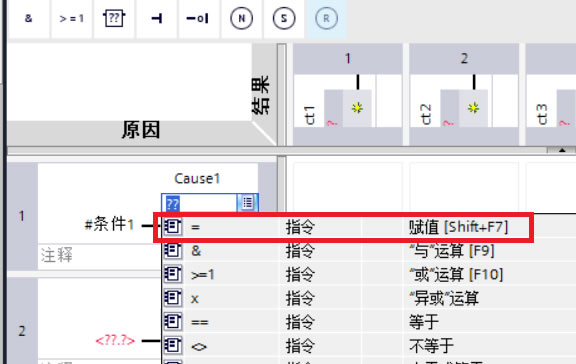 & >=1 ?? N S R
结果
1 2
ct1 ? ct2 ? ct3 ?
原因
Cause1
??
1
#条件1
= 指令 赋值 [Shift+F7]
注释
& 指令 “与”运算 [F9]
>=1 指令 “或”运算 [F10]
x 指令 “异或”运算
2
<??.?>
== 指令 等于
<> 指令 不等于